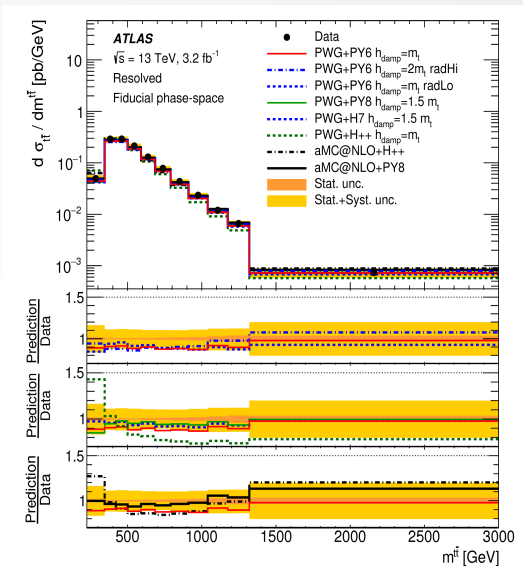 ATLAS
√s = 13 TeV, 3.2 fb⁻¹
Resolved
Fiducial phase-space
Data
PWG+PY6 h_damp=m_t
PWG+PY6 h_damp=2m_t radHi
PWG+PY6 h_damp=m_t radLo
PWG+PY8 h_damp=1.5 m_t
PWG+H7 h_damp=1.5 m_t
PWG+H++ h_damp=m_t
aMC@NLO+H++
aMC@NLO+PY8
Stat. unc.
Stat.+Syst. unc.
d σ_tt̄ / dm^tt̄ [pb/GeV]
10
1
10⁻¹
10⁻²
10⁻³
Prediction
Data
1.5
1
Prediction
Data
1.5
1
Prediction
Data
1.5
1
500 1000 1500 2000 2500 3000
m^tt̄ [GeV]